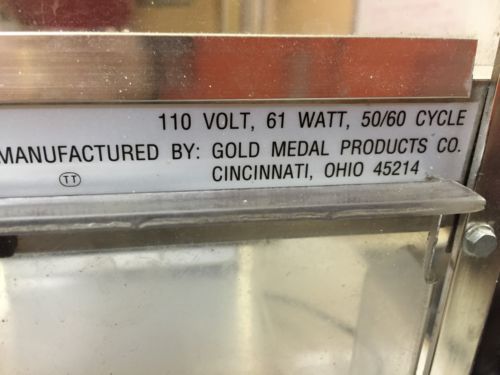 110 VOLT, 61 WATT, 50/60 CYCLE
MANUFACTURED BY: GOLD MEDAL PRODUCTS CO.
TT CINCINNATI, OHIO 45214